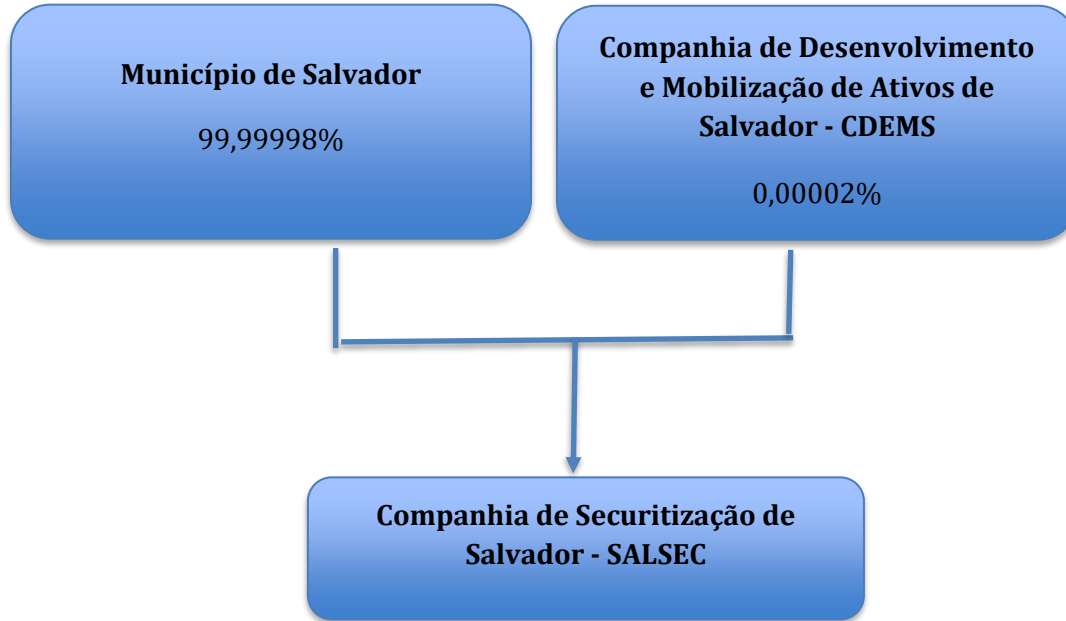 Município de Salvador
99,99998%
Companhia de Desenvolvimento
e Mobilização de Ativos de
Salvador - CDEMS
0,00002%
Companhia de Securitização de
Salvador - SALSEC